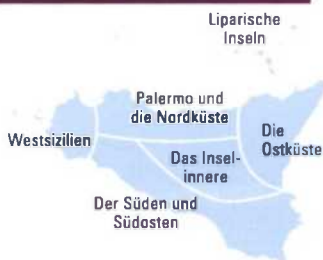 Liparische
Inseln
Palermo und
die Nordküste
Westsizilien
Die
Ostküste
Das Insel-
innere
Der Süden und
Südosten